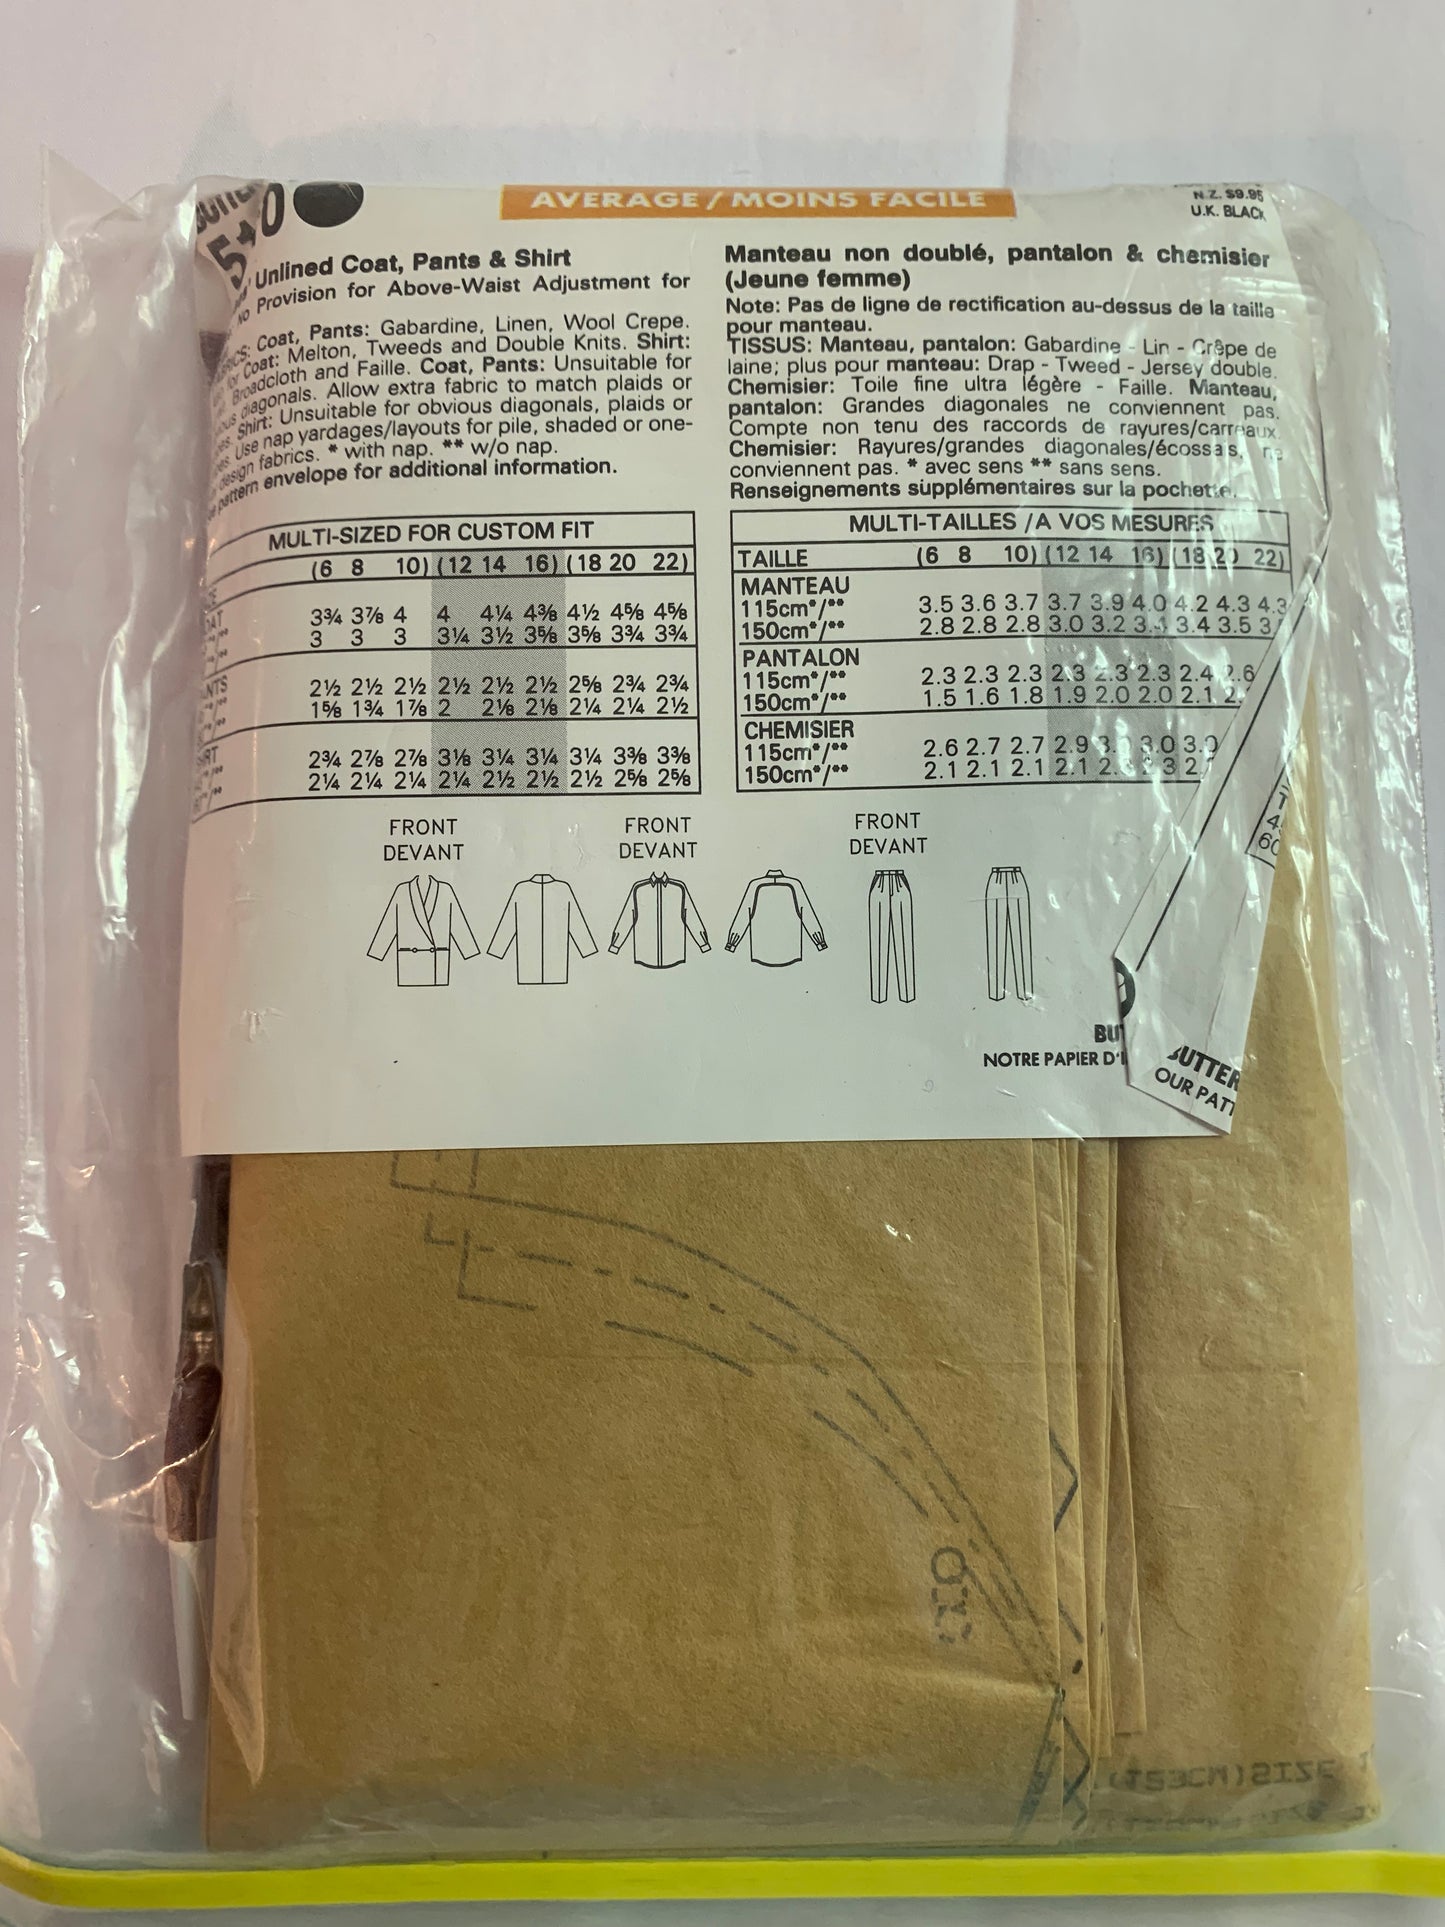 AVERAGE / MOINS FACILE
N.Z. $9.95
U.K. BLACK
Unlined Coat, Pants & Shirt
No Provision for Above-Waist Adjustment for
Coat, Pants: Gabardine, Linen, Wool Crepe.
for Coat: Melton, Tweeds and Double Knits. Shirt:
Broadcloth and Faille. Coat, Pants: Unsuitable for
diagonals. Allow extra fabric to match plaids or
Shirt: Unsuitable for obvious diagonals, plaids or
Use nap yardages/layouts for pile, shaded or one-
design fabrics. * with nap. ** w/o nap.
pattern envelope for additional information.
MULTI-SIZED FOR CUSTOM FIT
(6 8 10) (12 14 16) (18 20 22)
3¾ 3⅞ 4 4 4¼ 4⅜ 4½ 4⅝ 4⅝
3 3 3 3¼ 3½ 3⅝ 3⅝ 3¾ 3¾
2½ 2½ 2½ 2½ 2½ 2½ 2⅝ 2¾ 2¾
1⅝ 1¾ 1⅞ 2 2⅛ 2⅛ 2¼ 2¼ 2½
2¾ 2⅞ 2⅞ 3⅛ 3¼ 3¼ 3¼ 3⅜ 3⅜
2¼ 2¼ 2¼ 2¼ 2½ 2½ 2½ 2⅝ 2⅝
Manteau non doublé, pantalon & chemisier
(Jeune femme)
Note: Pas de ligne de rectification au-dessus de la taille
pour manteau.
TISSUS: Manteau, pantalon: Gabardine - Lin - Crêpe de
laine; plus pour manteau: Drap - Tweed - Jersey double.
Chemisier: Toile fine ultra légère - Faille. Manteau,
pantalon: Grandes diagonales ne conviennent pas.
Compte non tenu des raccords de rayures/carreaux.
Chemisier: Rayures/grandes diagonales/écossais, ne
conviennent pas. * avec sens ** sans sens.
Renseignements supplémentaires sur la pochette.
MULTI-TAILLES /A VOS MESURES
TAILLE (6 8 10) (12 14 16) (18 20 22)
MANTEAU
115cm*/** 3.5 3.6 3.7 3.7 3.9 4.0 4.2 4.3 4.3
150cm*/** 2.8 2.8 2.8 3.0 3.2 3.4 3.5
PANTALON
115cm*/** 2.3 2.3 2.3 2.3 2.3 2.3 2.4 2.6
150cm*/** 1.5 1.6 1.8 1.9 2.0 2.0 2.1
CHEMISIER
115cm*/** 2.6 2.7 2.7 2.9 3.0 3.0
150cm*/** 2.1 2.1 2.1 2.1
FRONT
DEVANT
FRONT
DEVANT
FRONT
DEVANT
NOTRE PAPIER
BUTTER
OUR PATT
(153CM) SIZE